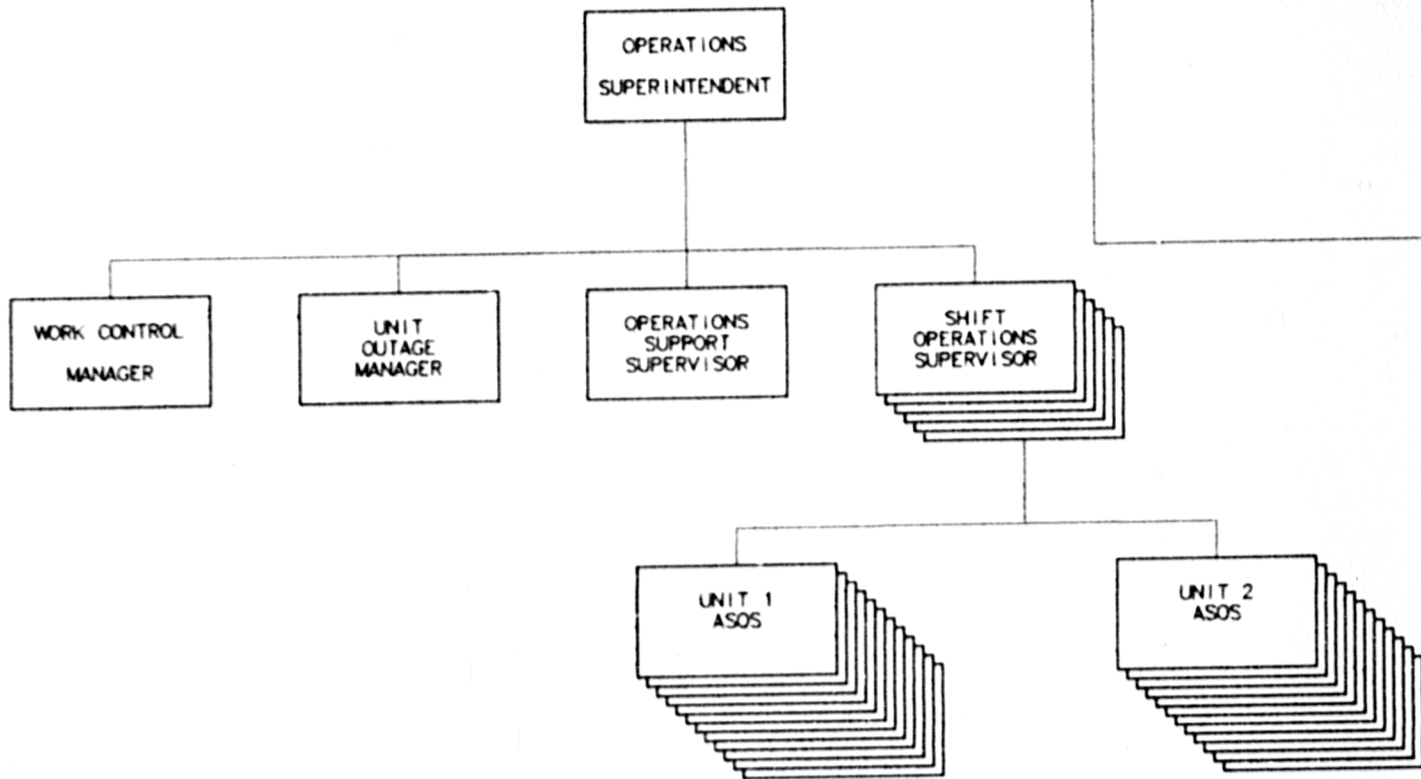 OPERATIONS
SUPERINTENDENT
WORK CONTROL
MANAGER
UNIT
OUTAGE
MANAGER
OPERATIONS
SUPPORT
SUPERVISOR
SHIFT
OPERATIONS
SUPERVISOR
UNIT 1
ASOS
UNIT 2
ASOS